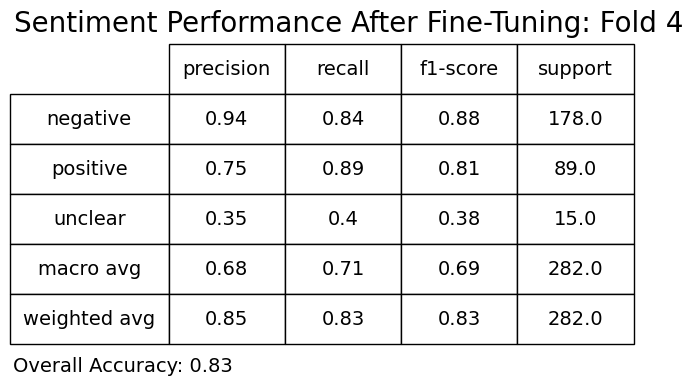 Sentiment Performance After Fine-Tuning: Fold 4
precision recall f1-score support
negative 0.94 0.84 0.88 178.0
positive 0.75 0.89 0.81 89.0
unclear 0.35 0.4 0.38 15.0
macro avg 0.68 0.71 0.69 282.0
weighted avg 0.85 0.83 0.83 282.0
Overall Accuracy: 0.83